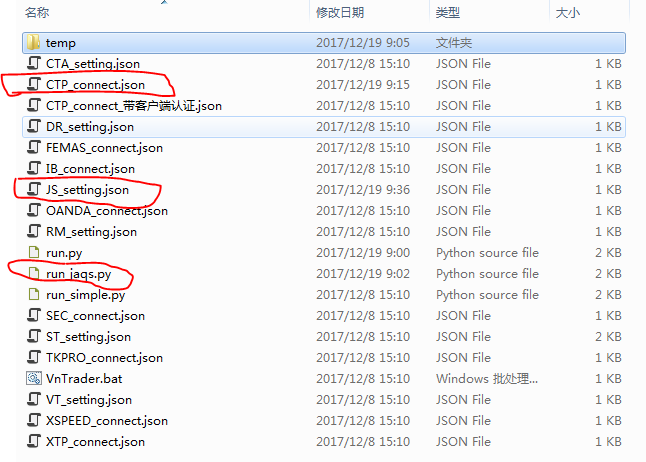 名称 修改日期 类型 大小
temp 2017/12/19 9:05 文件夹
CTA_setting.json 2017/12/8 15:10 JSON File 1 KB
CTP_connect.json 2017/12/19 9:15 JSON File 1 KB
CTP_connect_带客户端认证.json 2017/12/8 15:10 JSON File 1 KB
DR_setting.json 2017/12/8 15:10 JSON File 1 KB
FEMAS_connect.json 2017/12/8 15:10 JSON File 1 KB
IB_connect.json 2017/12/8 15:10 JSON File 1 KB
JS_setting.json 2017/12/19 9:36 JSON File 1 KB
OANDA_connect.json 2017/12/8 15:10 JSON File 1 KB
RM_setting.json 2017/12/8 15:10 JSON File 1 KB
run.py 2017/12/19 9:00 Python source file 2 KB
run_jaqs.py 2017/12/19 9:02 Python source file 2 KB
run_simple.py 2017/12/8 15:10 Python source file 2 KB
SEC_connect.json 2017/12/8 15:10 JSON File 1 KB
ST_setting.json 2017/12/8 15:10 JSON File 2 KB
TKPRO_connect.json 2017/12/8 15:10 JSON File 1 KB
VnTrader.bat 2017/12/8 15:10 Windows 批处理... 1 KB
VT_setting.json 2017/12/8 15:10 JSON File 1 KB
XSPEED_connect.json 2017/12/8 15:10 JSON File 1 KB
XTP_connect.json 2017/12/8 15:10 JSON File 1 KB